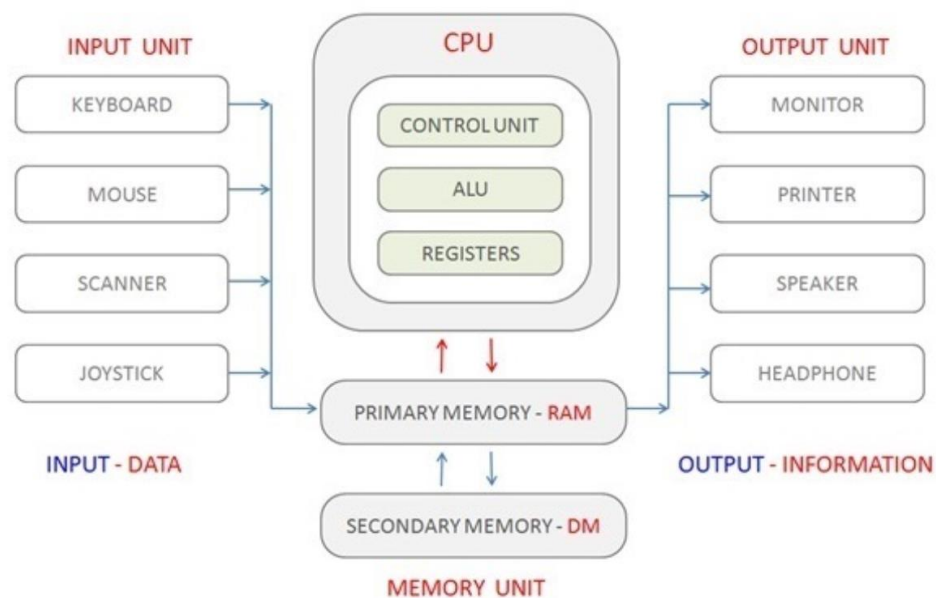 INPUT UNIT
KEYBOARD
MOUSE
SCANNER
JOYSTICK
INPUT - DATA
CPU
CONTROL UNIT
ALU
REGISTERS
PRIMARY MEMORY - RAM
SECONDARY MEMORY - DM
MEMORY UNIT
OUTPUT UNIT
MONITOR
PRINTER
SPEAKER
HEADPHONE
OUTPUT - INFORMATION